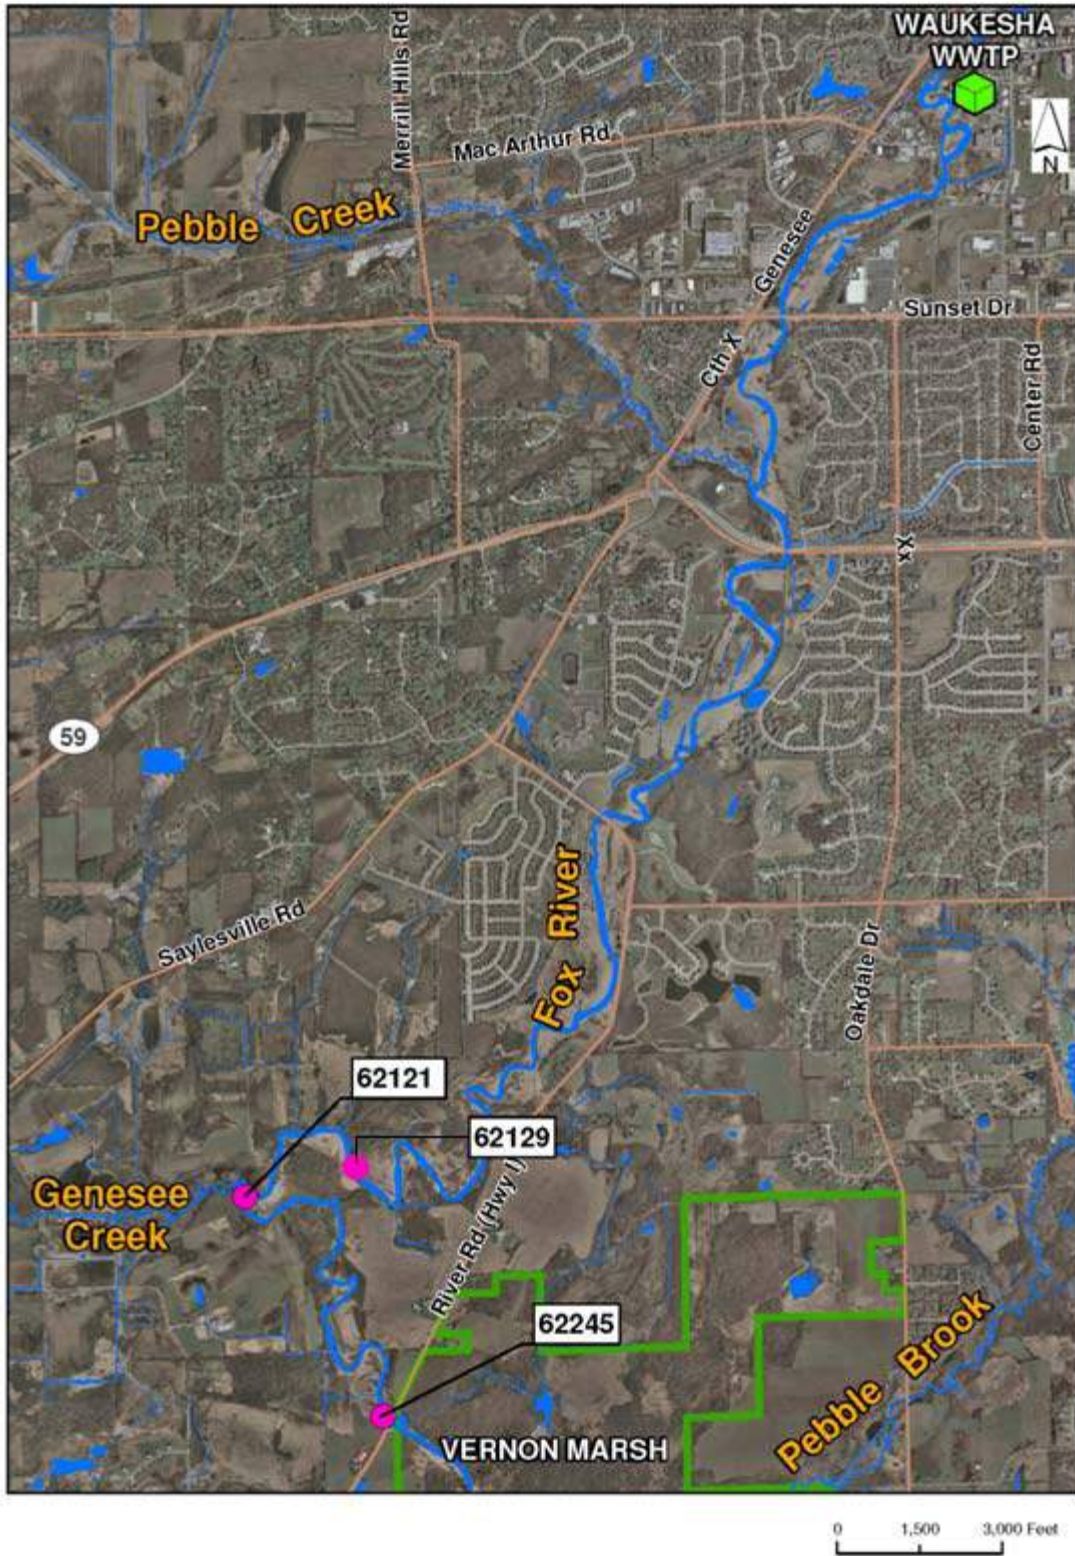 WAUKESHA
WWTP
N
Merrill Hills Rd
Mac Arthur Rd
Pebble Creek
Genesee
Sunset Dr
Cth X
Center Rd
XX
59
Saylesville Rd
Fox River
Oakdale Dr
62121
62129
Genesee
Creek
River Rd (Hwy I)
62245
Pebble Brook
VERNON MARSH
0 1,500 3,000 Feet